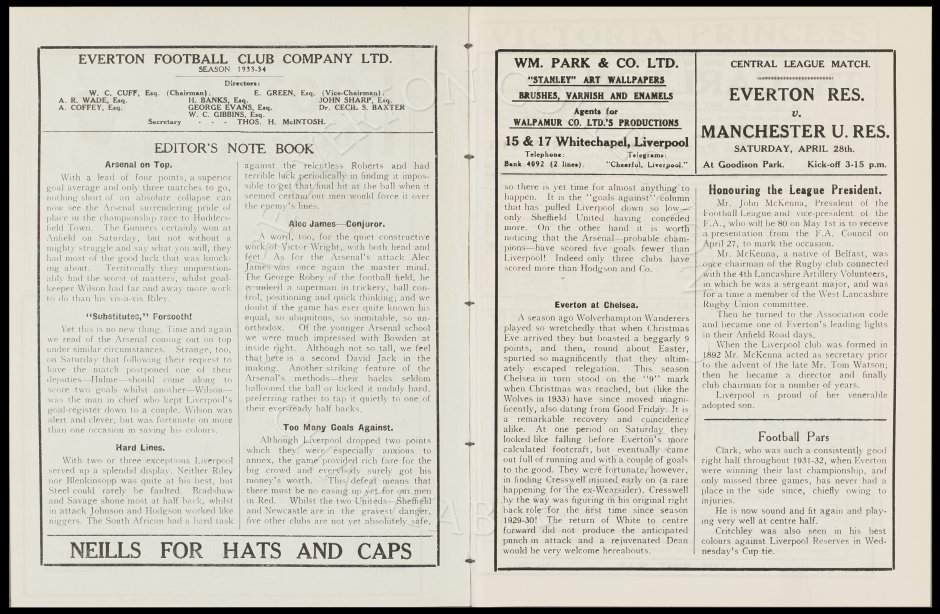 EVERTON FOOTBALL CLUB COMPANY LTD.
SEASON 1933-34
Directors:
W. C. CUFF, Esq. (Chairman). E. GREEN, Esq. (Vice-Chairman).
A. R. WADE, Esq. H. BANKS, Esq. JOHN SHARP, Esq.
A. COFFEY, Esq. GEORGE EVANS, Esq. Dr. CECIL S. BAXTER
W. C. GIBBINS, Esq.
Secretary - - - THOS. H. McINTOSH.
EDITOR'S NOTE BOOK
Arsenal on Top.
With a lead of four points, a superior
goal average and only three matches to go,
nothing short of an absolute collapse can
now see the Arsenal surrendering pride of
place in the championship race to Hudders-
field Town. The Gunners certainly won at
Anfield on Saturday, but not without a
mighty struggle and say what you will, they
had most of the good luck that was knock-
ing about. Territorially they unquestion-
ably had the worst of matters, whilst goal-
keeper Wilson had far and away more work
to do than his vis-a-vis Riley.
"Substitutes," Forsooth!
Yet this is no new thing. Time and again
we read of the Arsenal coming out on top
under similar circumstances. Strange, too,
on Saturday that following their request to
have the match postponed one of their
deputies—Hulme—should come along to
score two goals whilst another—Wilson—
was the man in chief who kept Liverpool's
goal-register down to a couple. Wilson was
alert and clever, but was fortunate on more
than one occasion in saving his colours.
Hard Lines.
With two or three exceptions Liverpool
served up a splendid display. Neither Riley
nor Blenkinsopp was quite at his best, but
Steel could rarely be faulted. Bradshaw
and Savage shone most at half back, whilst
in attack Johnson and Hodgson worked like
niggers. The South African had a hard task
against the relentless Roberts and had
terrible luck periodically in finding it impos-
sible to get that final hit at the ball when it
seemed certain our men would force it over
the enemy's lines.
Alec James—Conjuror.
A word, too, for the quiet constructive
work of Victor Wright, with both head and
feet. As for the Arsenal's attack Alec
James was once again the master mind.
The George Robey of the football field, he
is indeed a superman in trickery, ball con-
trol, positioning and quick thinking; and we
doubt if the game has ever quite known his
equal, so ubiquitous, so inimitable, so un-
orthodox. Of the younger Arsenal school
we were much impressed with Bowden at
inside right. Although not so tall, we feel
that here is a second David Jack in the
making. Another striking feature of the
Arsenal's methods—their backs seldom
ballooned the ball or kicked it unduly hard,
preferring rather to tap it quietly to one of
their ever-ready half backs.
Too Many Goals Against.
Although Liverpool dropped two points
which they were especially anxious to
annex, the game provided rich fare for the
big crowd and everybody surely got his
money's worth. This defeat means that
there must be no easing up yet for our men
in Red. Whilst the two Uniteds—Sheffield
and Newcastle are in the gravest danger,
five other clubs are not yet absolutely safe,
NEILLS FOR HATS AND CAPS
WM. PARK & CO. LTD.
"STANLEY" ART WALLPAPERS
BRUSHES, VARNISH AND ENAMELS
Agents for
WALPAMUR CO. LTD.'S PRODUCTIONS
15 & 17 Whitechapel, Liverpool
Telephone: Telegrams:
Bank 4092 (2 lines). "Cheerful, Liverpool."
CENTRAL LEAGUE MATCH.
EVERTON RES.
v.
MANCHESTER U. RES.
SATURDAY, APRIL 28th.
At Goodison Park. Kick-off 3-15 p.m.
so there is yet time for almost anything to
happen. It is the "goals against" column
that has pulled Liverpool down so low—
only Sheffield United having conceded
more. On the other hand it is worth
noticing that the Arsenal—probable cham-
pions—have scored five goals fewer than
Liverpool! Indeed only three clubs have
scored more than Hodgson and Co.
Everton at Chelsea.
A season ago Wolverhampton Wanderers
played so wretchedly that when Christmas
Eve arrived they but boasted a beggarly 9
points, and then, round about Easter,
spurted so magnificently that they ultim-
ately escaped relegation. This season
Chelsea in turn stood on the "9" mark
when Christmas was reached, but (like the
Wolves in 1933) have since moved magni-
ficently, also dating from Good Friday. It is
a remarkable recovery and coincidence
alike. At one period on Saturday they
looked like falling before Everton's more
calculated footcraft, but eventually came
out full of running and with a couple of goals
to the good. They were fortunate, however,
in finding Cresswell injured early on (a rare
happening for the ex-Wearsider). Cresswell
by the way was figuring in his original right
back role for the first time since season
1929-30! The return of White to centre
forward did not produce the anticipated
punch in attack and a rejuvenated Dean
would be very welcome hereabouts.
Honouring the League President.
Mr. John McKenna, President of the
Football League and vice-president of the
F.A., who will be 80 on May 1st is to receive
a presentation from the F.A. Council on
April 27, to mark the occasion.
Mr. McKenna, a native of Belfast, was
once chairman of the Rugby club connected
with the 4th Lancashire Artillery Volunteers,
in which he was a sergeant major, and was
for a time a member of the West Lancashire
Rugby Union committee.
Then he turned to the Association code
and became one of Everton's leading lights
in their Anfield Road days.
When the Liverpool club was formed in
1892 Mr. McKenna acted as secretary prior
to the advent of the late Mr. Tom Watson;
then he became a director and finally
club chairman for a number of years.
Liverpool is proud of her venerable
adopted son.
Football Pars
Clark, who was such a consistently good
right half throughout 1931-32, when Everton
were winning their last championship, and
only missed three games, has never had a
place in the side since, chiefly owing to
injuries.
He is now sound and fit again and play-
ing very well at centre half.
Critchley was also seen in his best
colours against Liverpool Reserves in Wed-
nesday's Cup tie.